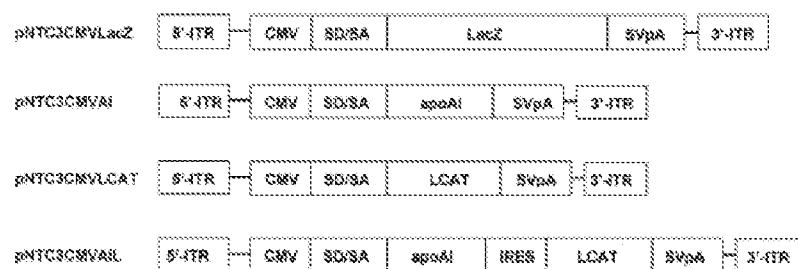 pNTC3CMVLacZ 5'-ITR CMV SD/SA LacZ SVpA 3'-ITR
pNTC3CMVAI 5'-ITR CMV SD/SA apoAI SVpA 3'-ITR
pNTC3CMVLCAT 5'-ITR CMV SD/SA LCAT SVpA 3'-ITR
pNTC3CMVAIL 5'-ITR CMV SD/SA apoAI IRES LCAT SVpA 3'-ITR